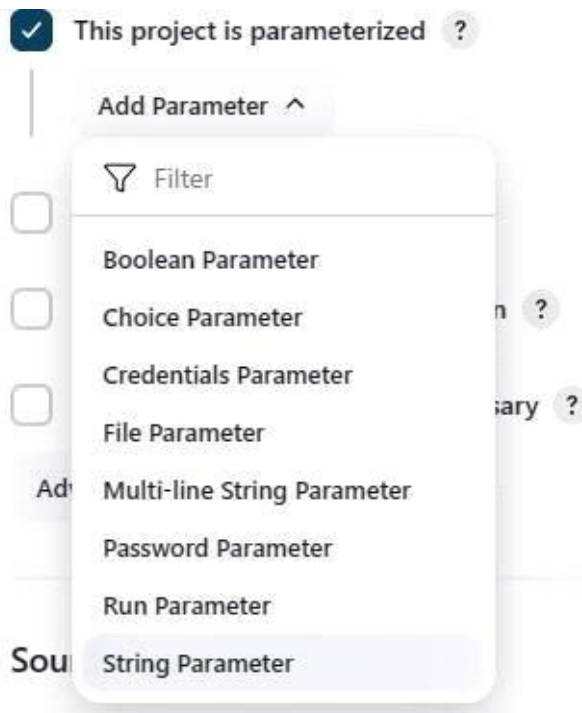 This project is parameterized ?
Add Parameter
Filter
Boolean Parameter
Choice Parameter
n ?
Credentials Parameter
sary ?
File Parameter
Adv
Multi-line String Parameter
Password Parameter
Run Parameter
Sou
String Parameter